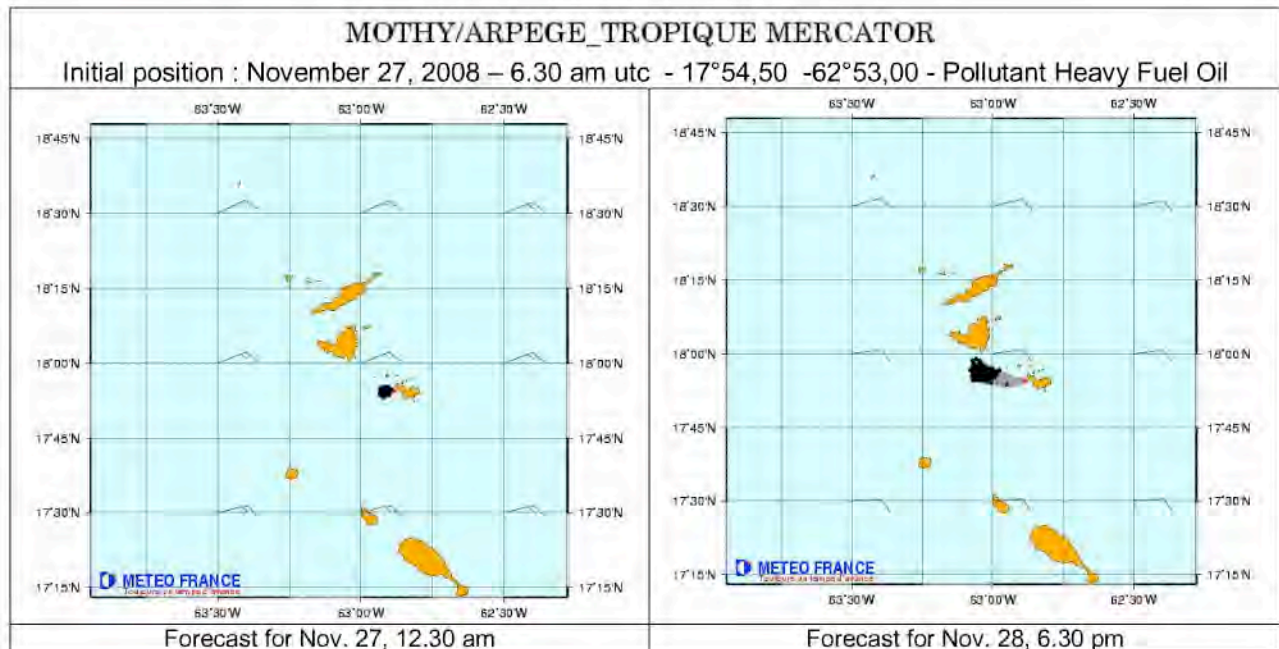 MOTHY/ARPEGE_TROPIQUE MERCATOR
Initial position : November 27, 2008 – 6.30 am utc - 17°54,50 -62°53,00 - Pollutant Heavy Fuel Oil
63°30'W 63°00'W 62°30'W
18°45'N 18°45'N
18°30'N 18°30'N
18°15'N 18°15'N
18°00'N 18°00'N
17°45'N 17°45'N
17°30'N 17°30'N
17°15'N 17°15'N
METEO FRANCE
63°30'W 63°00'W 62°30'W
Forecast for Nov. 27, 12.30 am
63°30'W 63°00'W 62°30'W
18°45'N 18°45'N
18°30'N 18°30'N
18°15'N 18°15'N
18°00'N 18°00'N
17°45'N 17°45'N
17°30'N 17°30'N
17°15'N 17°15'N
METEO FRANCE
63°30'W 63°00'W 62°30'W
Forecast for Nov. 28, 6.30 pm